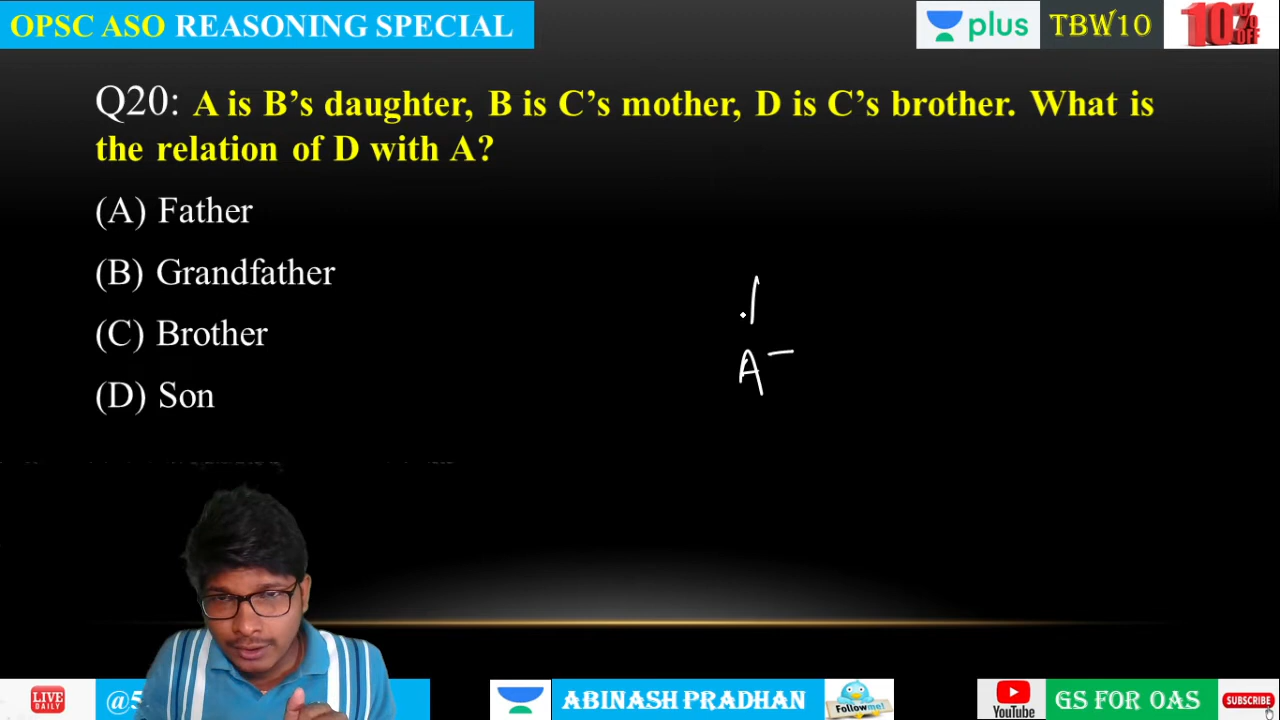 OPSC ASO REASONING SPECIAL
plus
TBW10
10%
OFF
Q20: A is B’s daughter, B is C’s mother, D is C’s brother. What is
the relation of D with A?
(A) Father
(B) Grandfather
(C) Brother
(D) Son
A
LIVE
DAILY
@5
ABINASH PRADHAN
Follow me!
YouTube
GS FOR OAS
SUBSCRIBE